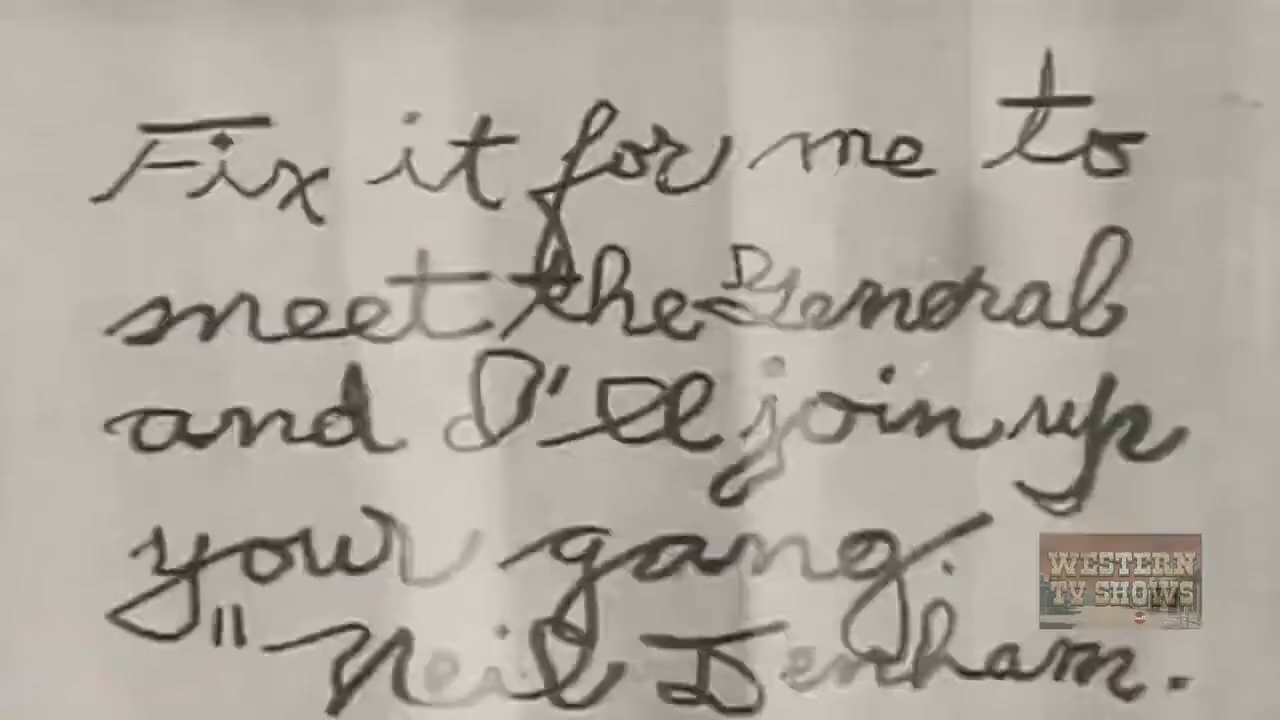 Fix it for me to
meet the General
and I'll join up
your gang.
" Neil Denham.
WESTERN
TV SHOWS